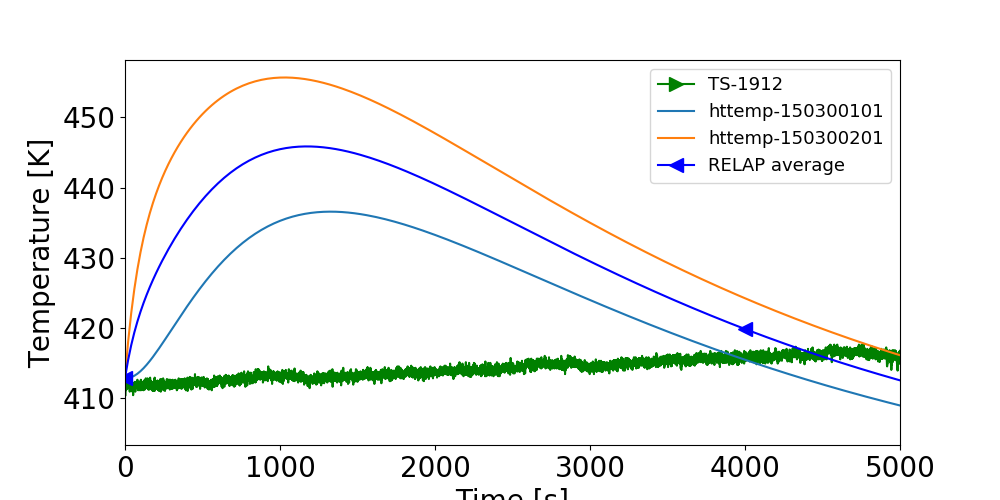 Temperature [K]
450
440
430
420
410
TS-1912
httemp-150300101
httemp-150300201
RELAP average
0 1000 2000 3000 4000 5000
Time [s]